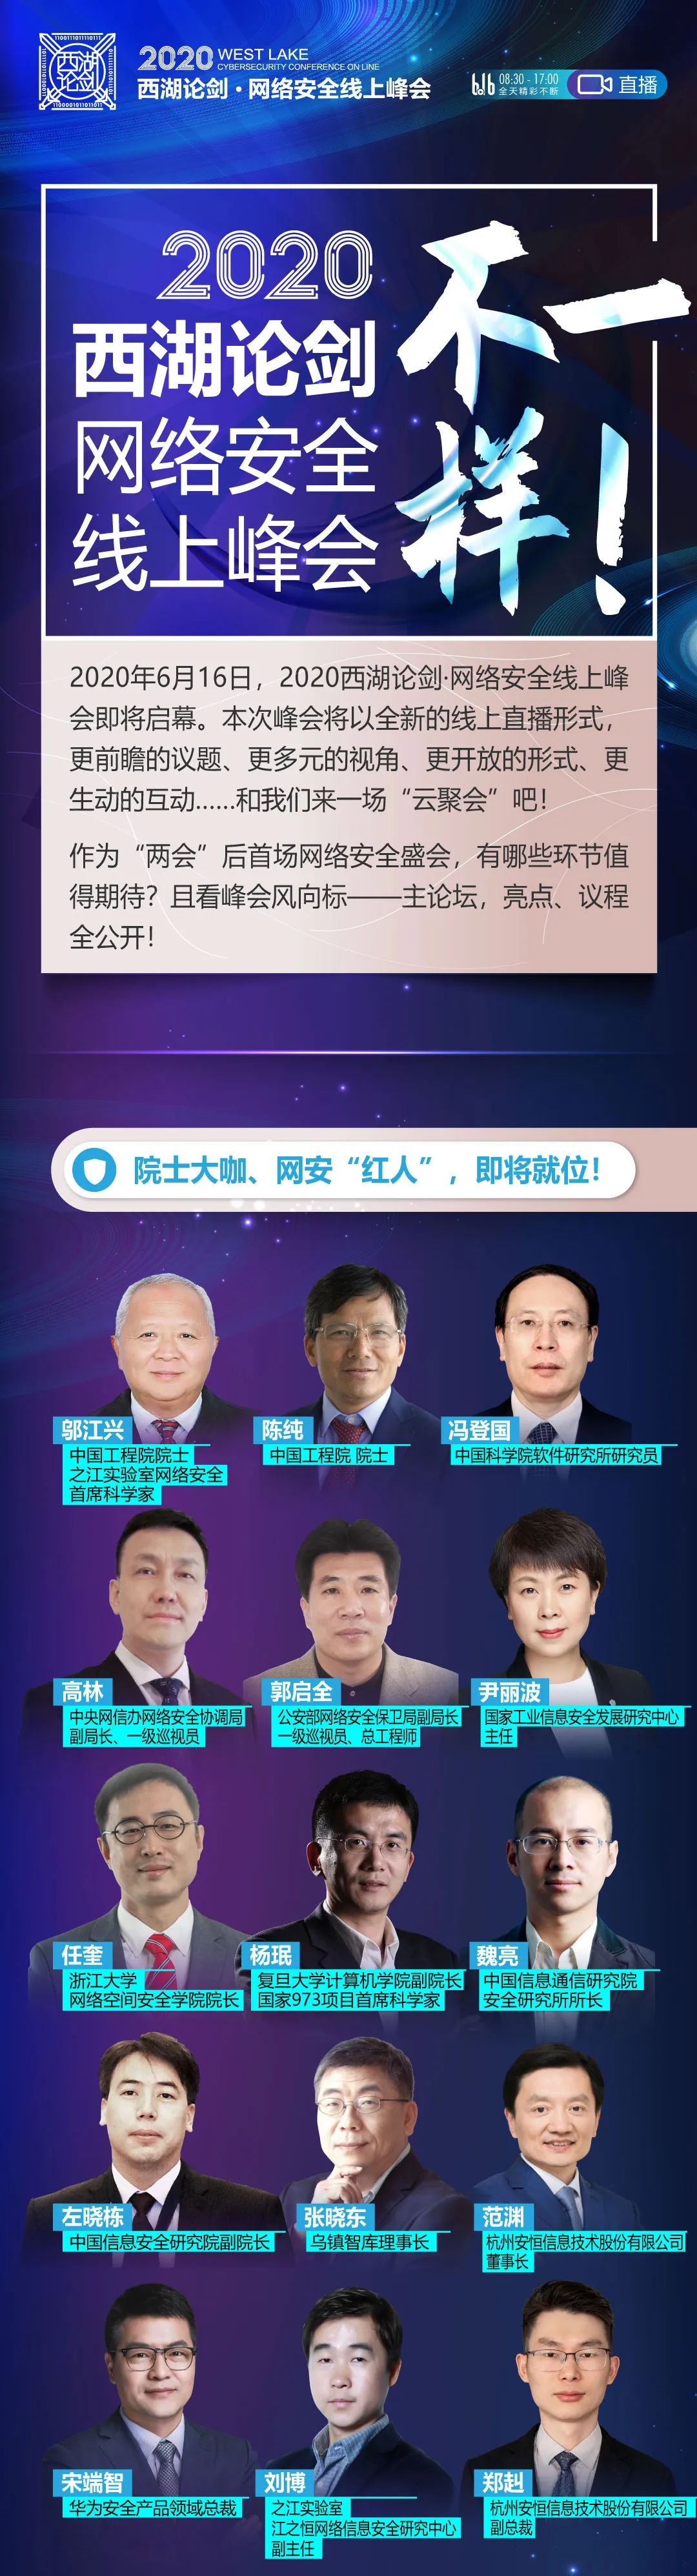 1100111011110111
西湖论剑
110000101101101 1
2020 WEST LAKE
CYBERSECURITY CONFERENCE ON LINE
西湖论剑·网络安全线上峰会
6.16 08:30 - 17:00
全天精彩不断
直播
2020
西湖论剑
网络安全
线上峰会
不一
样！
2020年6月16日，2020西湖论剑·网络安全线上峰
会即将启幕。本次峰会将以全新的线上直播形式，
更前瞻的议题、更多元的视角、更开放的形式、更
生动的互动......和我们来一场“云聚会”吧！
作为“两会”后首场网络安全盛会，有哪些环节值
得期待？且看峰会风向标——主论坛，亮点、议程
全公开！
院士大咖、网安“红人”，即将就位！
邬江兴
中国工程院院士
之江实验室网络安全
首席科学家
陈纯
中国工程院 院士
冯登国
中国科学院软件研究所研究员
高林
中央网信办网络安全协调局
副局长、一级巡视员
郭启全
公安部网络安全保卫局副局长
一级巡视员、总工程师
尹丽波
国家工业信息安全发展研究中心
主任
任奎
浙江大学
网络空间安全学院院长
杨珉
复旦大学计算机学院副院长
国家973项目首席科学家
魏亮
中国信息通信研究院
安全研究所所长
左晓栋
中国信息安全研究院副院长
张晓东
乌镇智库理事长
范渊
杭州安恒信息技术股份有限公司
董事长
宋端智
华为安全产品领域总裁
刘博
之江实验室
江之恒网络信息安全研究中心
副主任
郑赳
杭州安恒信息技术股份有限公司
副总裁